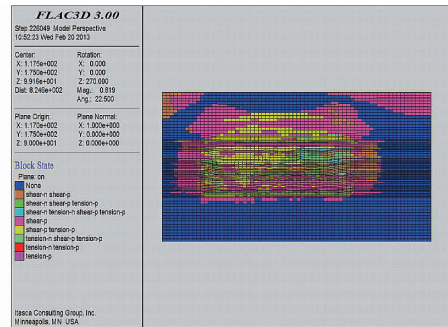 FLAC3D 3.00
Step 226049 Model Perspective
10:52:23 Wed Feb 20 2013
Center:
X: 1.175e+002
Y: 1.750e+002
Z: 9.916e+001
Dist: 8.246e+002
Rotation:
X: 0.000
Y: 0.000
Z: 270.000
Mag.: 0.819
Ang.: 22.500
Plane Origin:
X: 1.170e+002
Y: 1.750e+002
Z: 9.000e+001
Plane Normal:
X: 1.000e+000
Y: 0.000e+000
Z: 0.000e+000
Block State
Plane: on
None
shear-n shear-p
shear-n shear-p tension-p
shear-n tension-n shear-p tension-p
shear-p
shear-p tension-p
tension-n shear-p tension-p
tension-n tension-p
tension-p
Itasca Consulting Group, Inc.
Minneapolis, MN USA